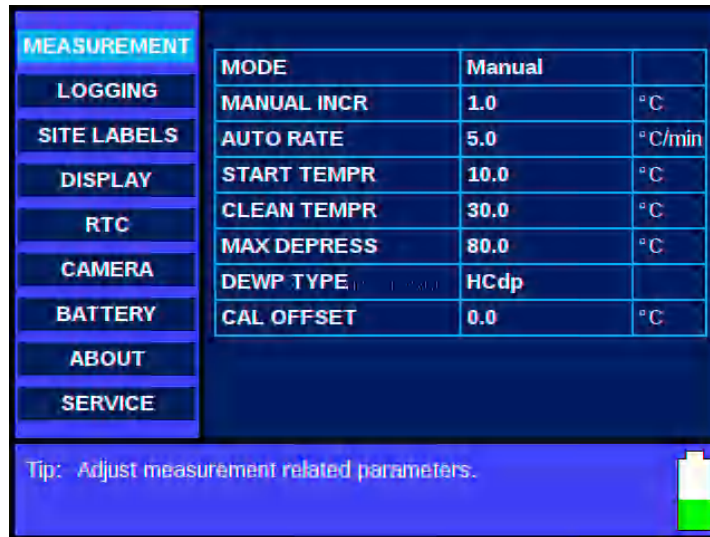 MEASUREMENT
LOGGING
SITE LABELS
DISPLAY
RTC
CAMERA
BATTERY
ABOUT
SERVICE
MODE Manual
MANUAL INCR 1.0 °C
AUTO RATE 5.0 °C/min
START TEMPR 10.0 °C
CLEAN TEMPR 30.0 °C
MAX DEPRESS 80.0 °C
DEWP TYPE HCdp
CAL OFFSET 0.0 °C
Tip: Adjust measurement related parameters.